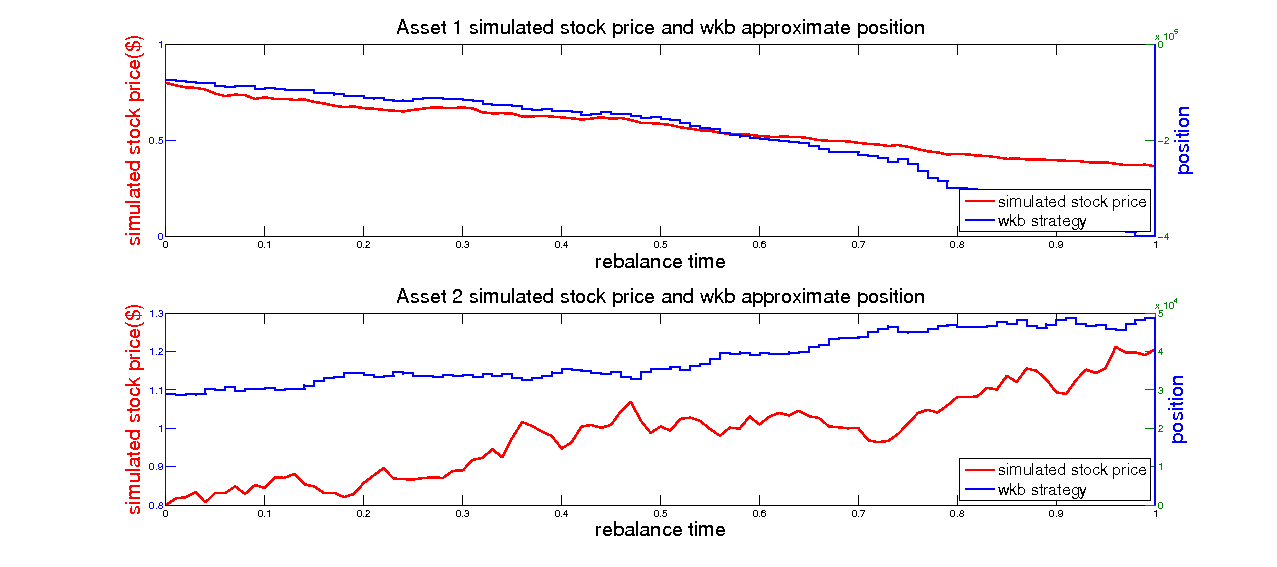 Asset 1 simulated stock price and wkb approximate position
x 10^5
simulated stock price($)
1
0.5
0
0
-2
-4
position
0 0.1 0.2 0.3 0.4 0.5 0.6 0.7 0.8 0.9 1
rebalance time
simulated stock price
wkb strategy
Asset 2 simulated stock price and wkb approximate position
x 10^4
simulated stock price($)
1.3
1.2
1.1
1
0.9
0.8
5
4
3
2
1
0
position
0 0.1 0.2 0.3 0.4 0.5 0.6 0.7 0.8 0.9 1
rebalance time
simulated stock price
wkb strategy